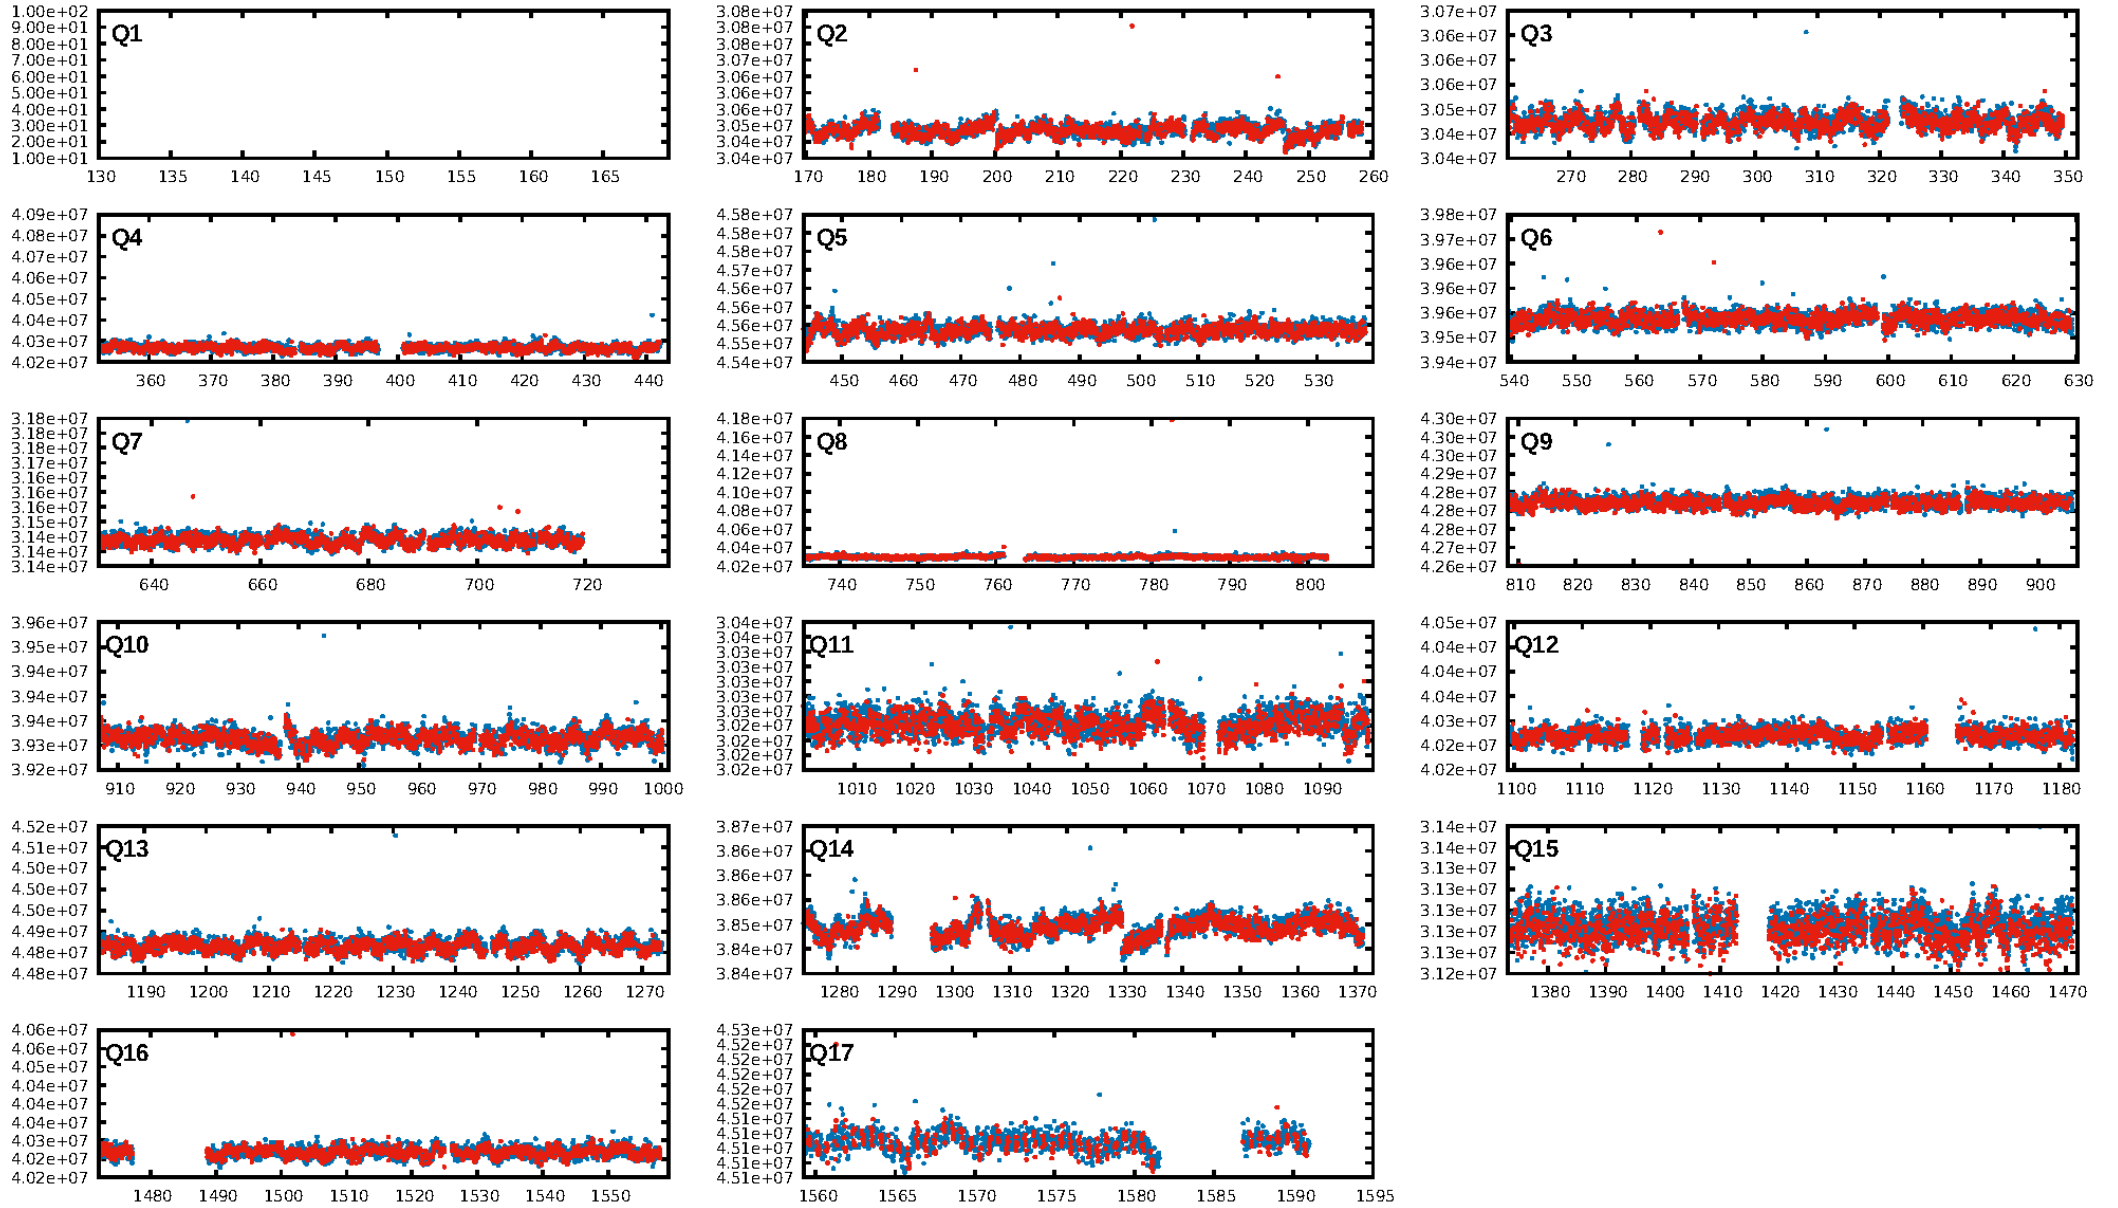 1.00e+02
9.00e+01
8.00e+01
7.00e+01
6.00e+01
5.00e+01
4.00e+01
3.00e+01
2.00e+01
1.00e+01
Q1
130 135 140 145 150 155 160 165
3.08e+07
3.08e+07
3.07e+07
3.07e+07
3.06e+07
3.06e+07
3.06e+07
3.05e+07
3.05e+07
3.04e+07
Q2
170 180 190 200 210 220 230 240 250 260
3.07e+07
3.06e+07
3.06e+07
3.06e+07
3.05e+07
3.04e+07
3.04e+07
Q3
270 280 290 300 310 320 330 340 350
4.09e+07
4.08e+07
4.07e+07
4.06e+07
4.05e+07
4.04e+07
4.03e+07
4.02e+07
Q4
360 370 380 390 400 410 420 430 440
4.58e+07
4.58e+07
4.57e+07
4.57e+07
4.56e+07
4.56e+07
4.55e+07
4.54e+07
Q5
450 460 470 480 490 500 510 520 530
3.98e+07
3.97e+07
3.96e+07
3.96e+07
3.96e+07
3.95e+07
3.94e+07
Q6
540 550 560 570 580 590 600 610 620 630
3.18e+07
3.18e+07
3.17e+07
3.17e+07
3.16e+07
3.16e+07
3.16e+07
3.15e+07
3.14e+07
3.14e+07
3.14e+07
Q7
640 660 680 700 720
4.18e+07
4.16e+07
4.14e+07
4.12e+07
4.10e+07
4.08e+07
4.06e+07
4.04e+07
4.02e+07
Q8
740 750 760 770 780 790 800
4.30e+07
4.30e+07
4.30e+07
4.29e+07
4.28e+07
4.28e+07
4.28e+07
4.27e+07
4.26e+07
Q9
810 820 830 840 850 860 870 880 890 900
3.96e+07
3.95e+07
3.94e+07
3.94e+07
3.94e+07
3.93e+07
3.92e+07
Q10
910 920 930 940 950 960 970 980 990 1000
3.04e+07
3.04e+07
3.03e+07
3.03e+07
3.03e+07
3.03e+07
3.03e+07
3.02e+07
3.02e+07
3.02e+07
3.02e+07
Q11
1010 1020 1030 1040 1050 1060 1070 1080 1090
4.05e+07
4.04e+07
4.04e+07
4.04e+07
4.03e+07
4.02e+07
4.02e+07
Q12
1100 1110 1120 1130 1140 1150 1160 1170 1180
4.52e+07
4.51e+07
4.50e+07
4.50e+07
4.50e+07
4.49e+07
4.48e+07
4.48e+07
Q13
1190 1200 1210 1220 1230 1240 1250 1260 1270
3.87e+07
3.86e+07
3.86e+07
3.86e+07
3.85e+07
3.84e+07
3.84e+07
Q14
1280 1290 1300 1310 1320 1330 1340 1350 1360 1370
3.14e+07
3.14e+07
3.13e+07
3.13e+07
3.13e+07
3.13e+07
3.13e+07
3.12e+07
Q15
1380 1390 1400 1410 1420 1430 1440 1450 1460 1470
4.06e+07
4.06e+07
4.05e+07
4.04e+07
4.04e+07
4.04e+07
4.03e+07
4.02e+07
4.02e+07
Q16
1480 1490 1500 1510 1520 1530 1540 1550
4.53e+07
4.52e+07
4.52e+07
4.52e+07
4.52e+07
4.52e+07
4.51e+07
4.51e+07
4.51e+07
4.51e+07
4.51e+07
Q17
1560 1565 1570 1575 1580 1585 1590 1595